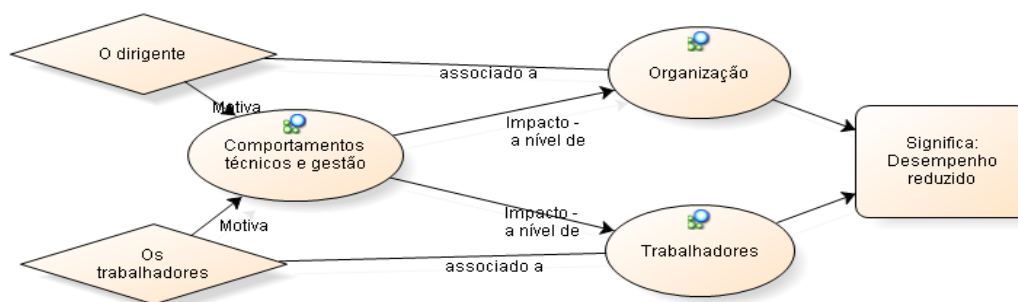 O dirigente
associado a
Organização
Motiva
Comportamentos
técnicos e gestão
Impacto -
a nível de
Significa:
Desempenho
reduzido
Motiva
Impacto -
a nível de
Os
trabalhadores
associado a
Trabalhadores